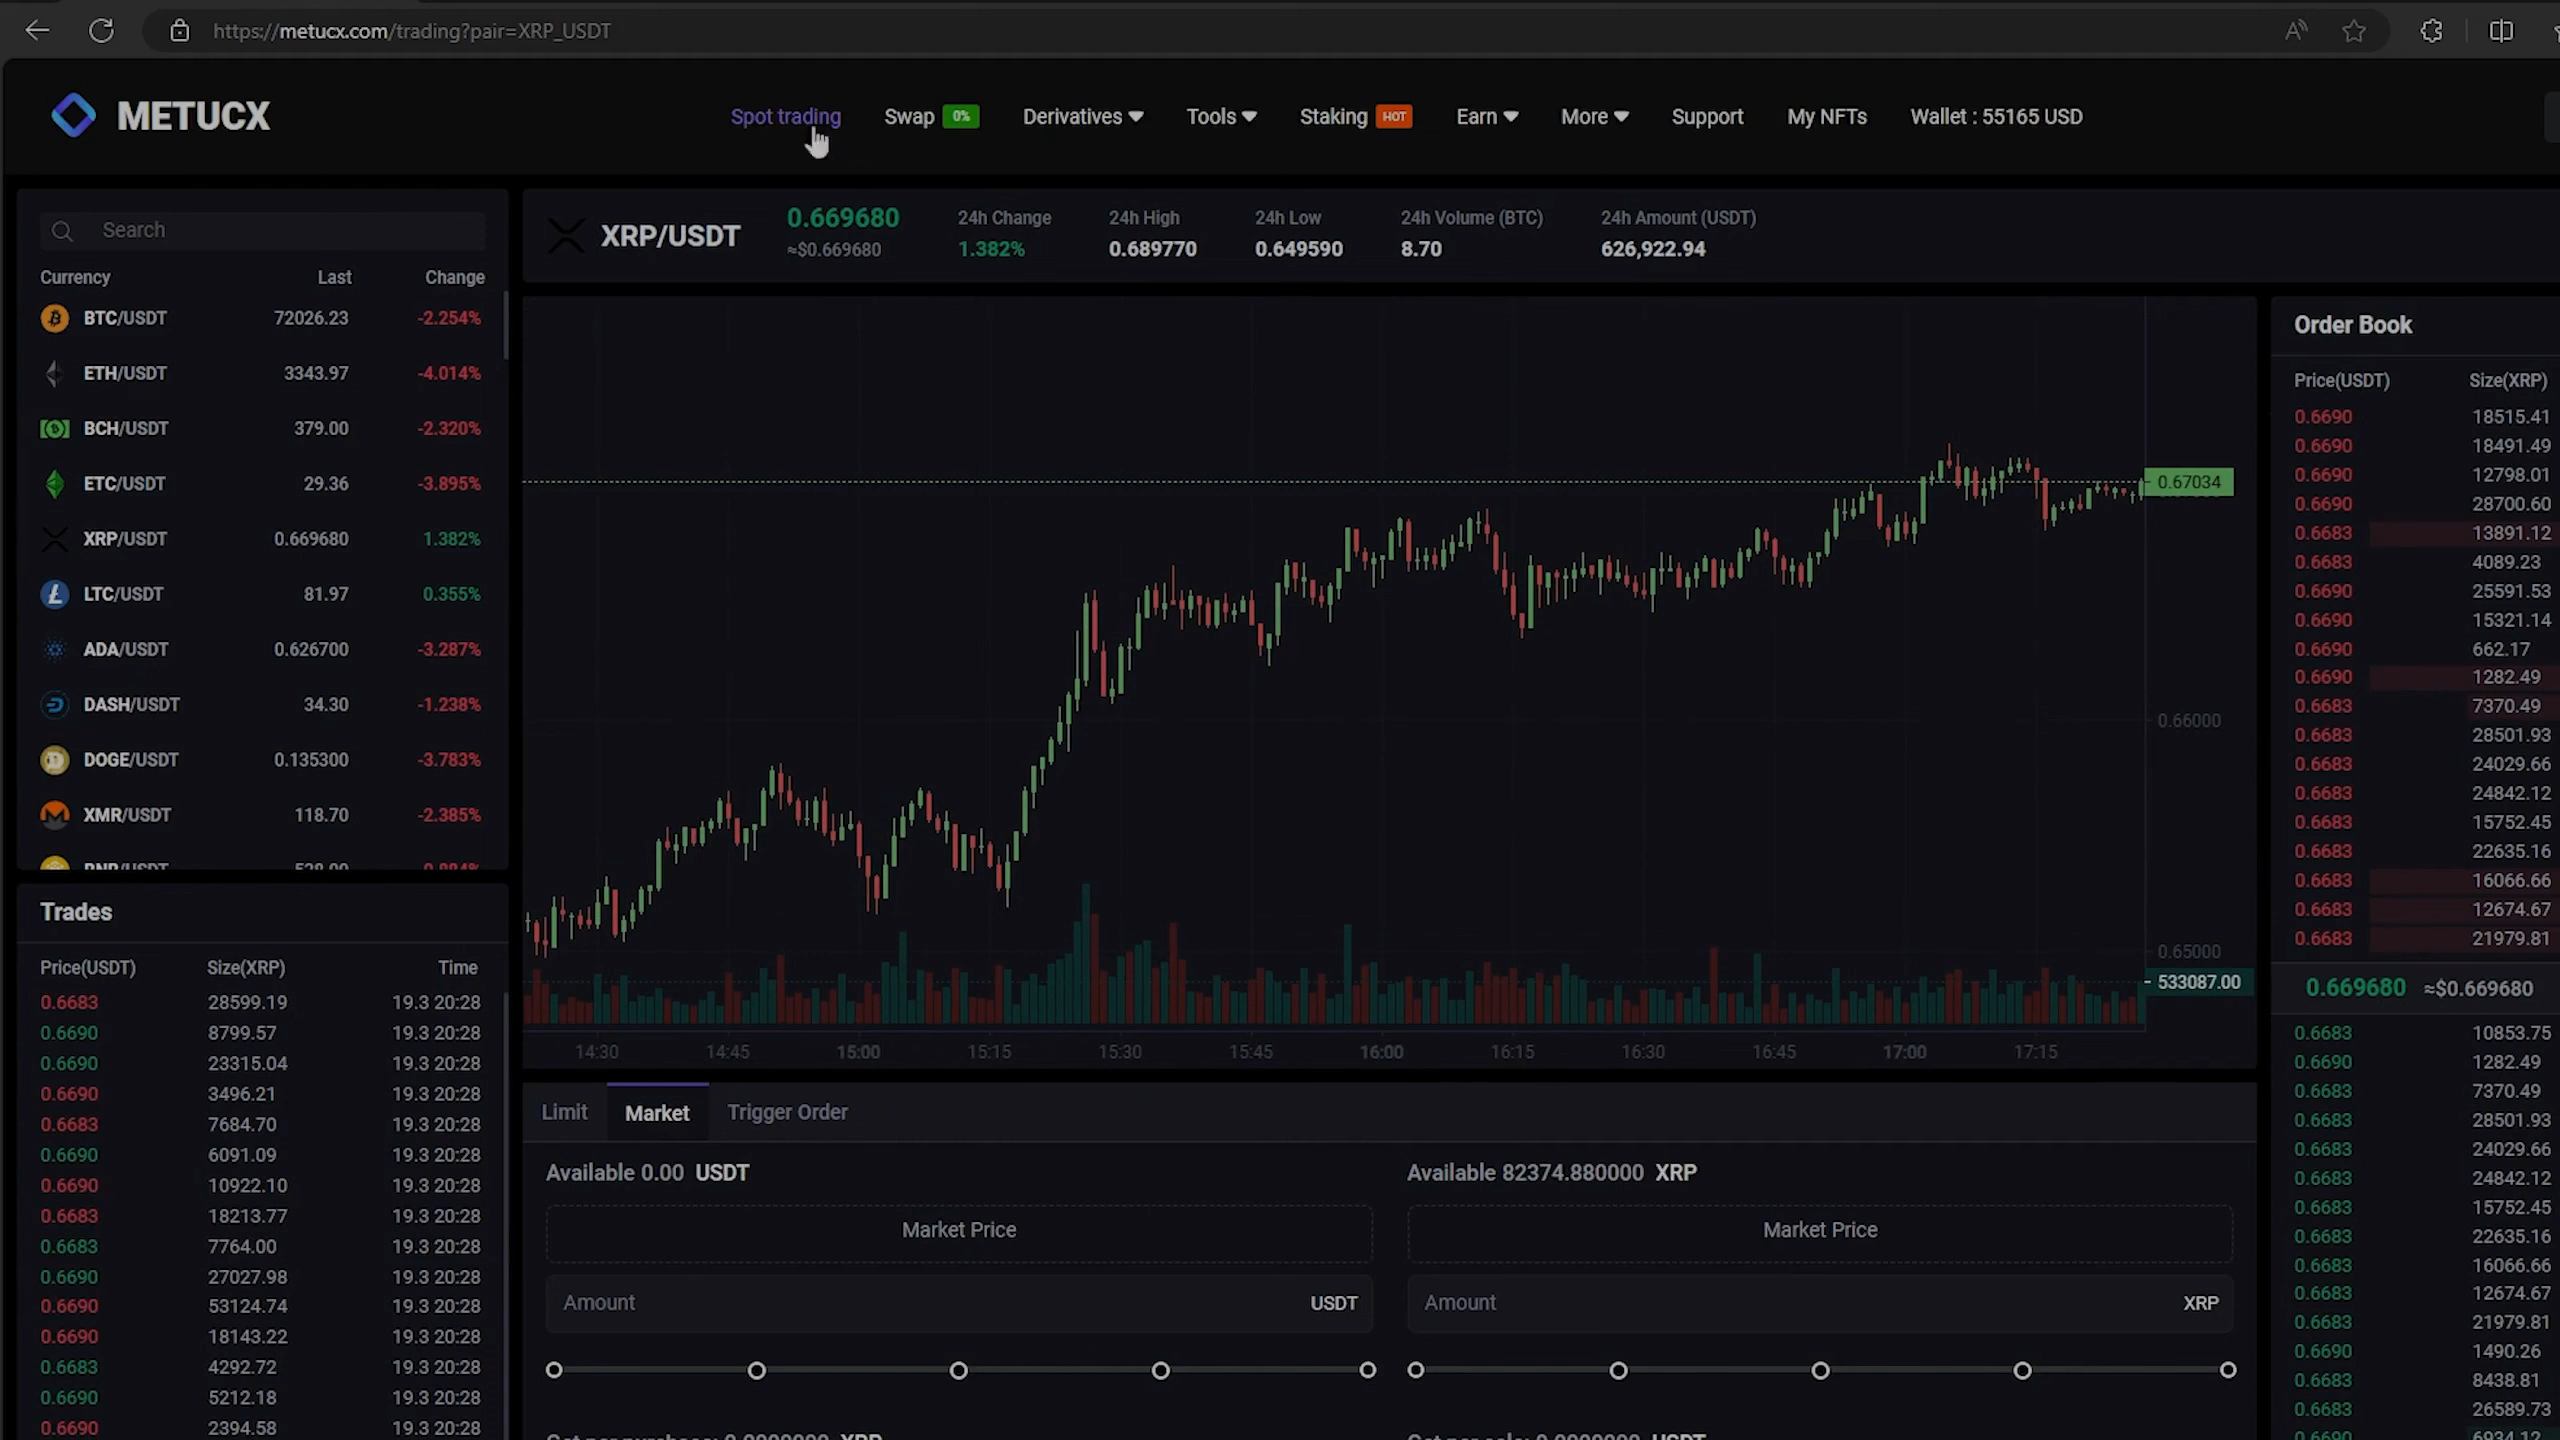 https://metucx.com/trading?pair=XRP_USDT
METUCX
Spot trading
Swap 0%
Derivatives
Tools
Staking HOT
Earn
More
Support
My NFTs
Wallet : 55165 USD
Search
Currency Last Change
BTC/USDT 72026.23 -2.254%
ETH/USDT 3343.97 -4.014%
BCH/USDT 379.00 -2.320%
ETC/USDT 29.36 -3.895%
XRP/USDT 0.669680 1.382%
LTC/USDT 81.97 0.355%
ADA/USDT 0.626700 -3.287%
DASH/USDT 34.30 -1.238%
DOGE/USDT 0.135300 -3.783%
XMR/USDT 118.70 -2.385%
Trades
Price(USDT) Size(XRP) Time
0.6683 28599.19 19.3 20:28
0.6690 8799.57 19.3 20:28
0.6690 23315.04 19.3 20:28
0.6690 3496.21 19.3 20:28
0.6683 7684.70 19.3 20:28
0.6690 6091.09 19.3 20:28
0.6690 10922.10 19.3 20:28
0.6683 18213.77 19.3 20:28
0.6683 7764.00 19.3 20:28
0.6690 27027.98 19.3 20:28
0.6690 53124.74 19.3 20:28
0.6690 18143.22 19.3 20:28
0.6683 4292.72 19.3 20:28
0.6690 5212.18 19.3 20:28
0.6690 2394.58 19.3 20:28
XRP/USDT
0.669680
≈$0.669680
24h Change
1.382%
24h High
0.689770
24h Low
0.649590
24h Volume (BTC)
8.70
24h Amount (USDT)
626,922.94
0.67034
0.66000
0.65000
533087.00
14:30 14:45 15:00 15:15 15:30 15:45 16:00 16:15 16:30 16:45 17:00 17:15
Limit Market Trigger Order
Available 0.00 USDT
Market Price
Amount USDT
Available 82374.880000 XRP
Market Price
Amount XRP
Order Book
Price(USDT) Size(XRP)
0.6690 18515.41
0.6690 18491.49
0.6690 12798.01
0.6690 28700.60
0.6683 13891.12
0.6683 4089.23
0.6690 25591.53
0.6690 15321.14
0.6690 662.17
0.6690 1282.49
0.6683 7370.49
0.6683 28501.93
0.6683 24029.66
0.6683 24842.12
0.6683 15752.45
0.6683 22635.16
0.6683 16066.66
0.6683 12674.67
0.6683 21979.81
0.669680 ≈$0.669680
0.6683 10853.75
0.6690 1282.49
0.6683 7370.49
0.6683 28501.93
0.6683 24029.66
0.6683 24842.12
0.6683 15752.45
0.6683 22635.16
0.6683 16066.66
0.6683 12674.67
0.6683 21979.81
0.6690 1490.26
0.6683 8438.81
0.6683 26589.73